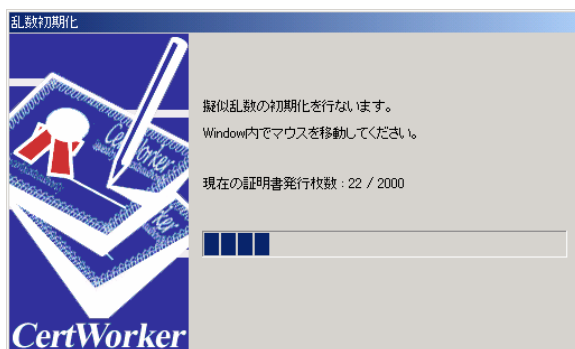 乱数初期化
擬似乱数の初期化を行ないます。
Window内でマウスを移動してください。
現在の証明書発行枚数 : 22 / 2000
CertWorker
CertWorker